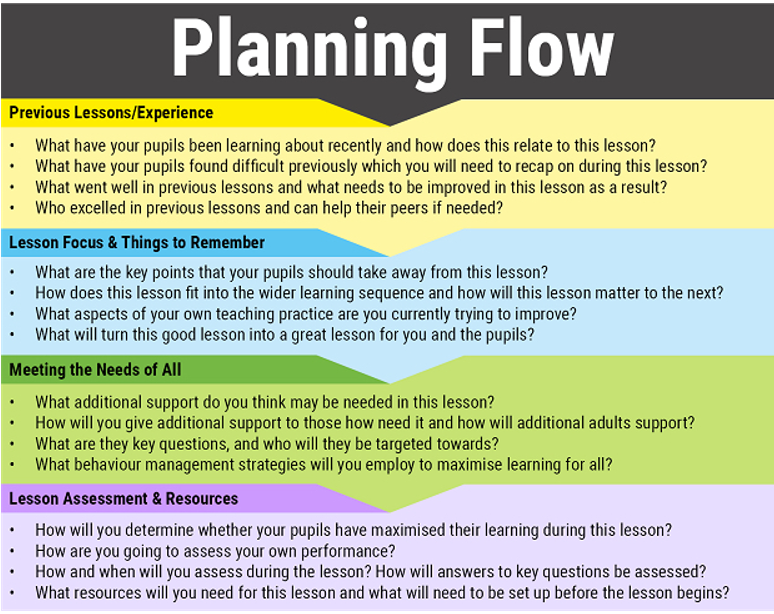 Planning Flow
Previous Lessons/Experience
• What have your pupils been learning about recently and how does this relate to this lesson?
• What have your pupils found difficult previously which you will need to recap on during this lesson?
• What went well in previous lessons and what needs to be improved in this lesson as a result?
• Who excelled in previous lessons and can help their peers if needed?
Lesson Focus & Things to Remember
• What are the key points that your pupils should take away from this lesson?
• How does this lesson fit into the wider learning sequence and how will this lesson matter to the next?
• What aspects of your own teaching practice are you currently trying to improve?
• What will turn this good lesson into a great lesson for you and the pupils?
Meeting the Needs of All
• What additional support do you think may be needed in this lesson?
• How will you give additional support to those how need it and how will additional adults support?
• What are they key questions, and who will they be targeted towards?
• What behaviour management strategies will you employ to maximise learning for all?
Lesson Assessment & Resources
• How will you determine whether your pupils have maximised their learning during this lesson?
• How are you going to assess your own performance?
• How and when will you assess during the lesson? How will answers to key questions be assessed?
• What resources will you need for this lesson and what will need to be set up before the lesson begins?